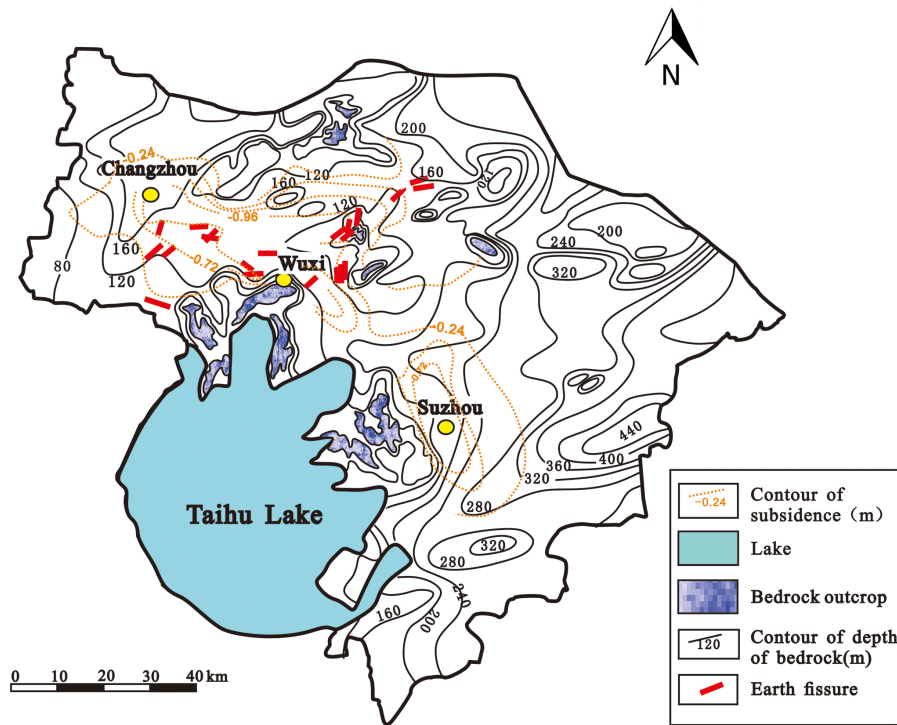 N
200
-0.24
Changzhou
120
160
160
-0.96
120
200
240
320
160
-0.72
Wuxi
80
120
-0.24
-0.72
Suzhou
440
400
360
320
280
Taihu Lake
320
280
240
160
200
0 10 20 30 40 km
-0.24
Contour of
subsidence (m)
Lake
Bedrock outcrop
120
Contour of depth
of bedrock(m)
Earth fissure